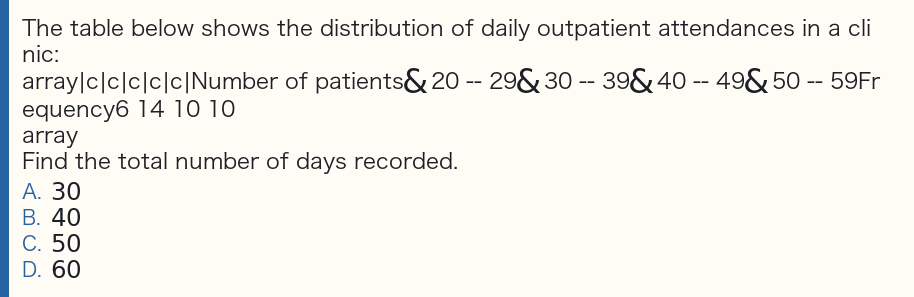 The table below shows the distribution of daily outpatient attendances in a cli
nic:
array|c|c|c|c|c|Number of patients& 20 -- 29& 30 -- 39& 40 -- 49& 50 -- 59Fr
equency6 14 10 10
array
Find the total number of days recorded.
A. 30
B. 40
C. 50
D. 60